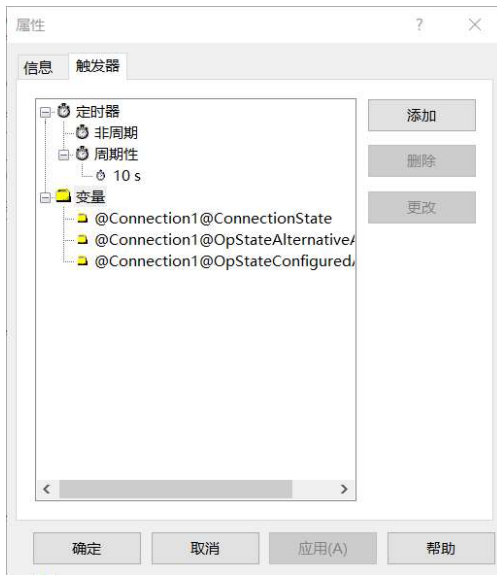 属性
信息 触发器
定时器
非周期
周期性
10 s
变量
@Connection1@ConnectionState
@Connection1@OpStateAlternativeA
@Connection1@OpStateConfigured
添加
删除
更改
确定 取消 应用(A) 帮助